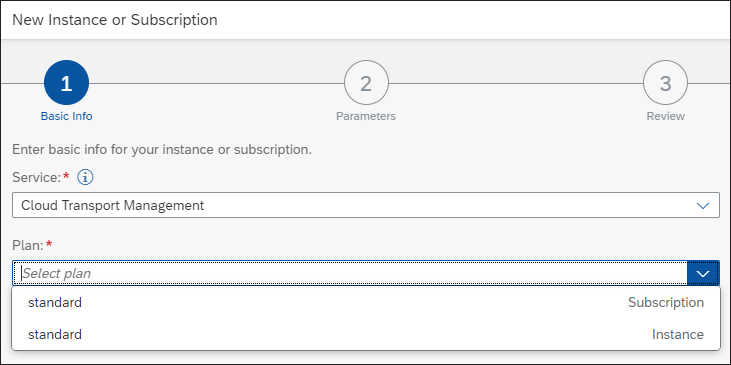 New Instance or Subscription
1 2 3
Basic Info Parameters Review
Enter basic info for your instance or subscription.
Service:* i
Cloud Transport Management
Plan:*
Select plan
standard Subscription
standard Instance